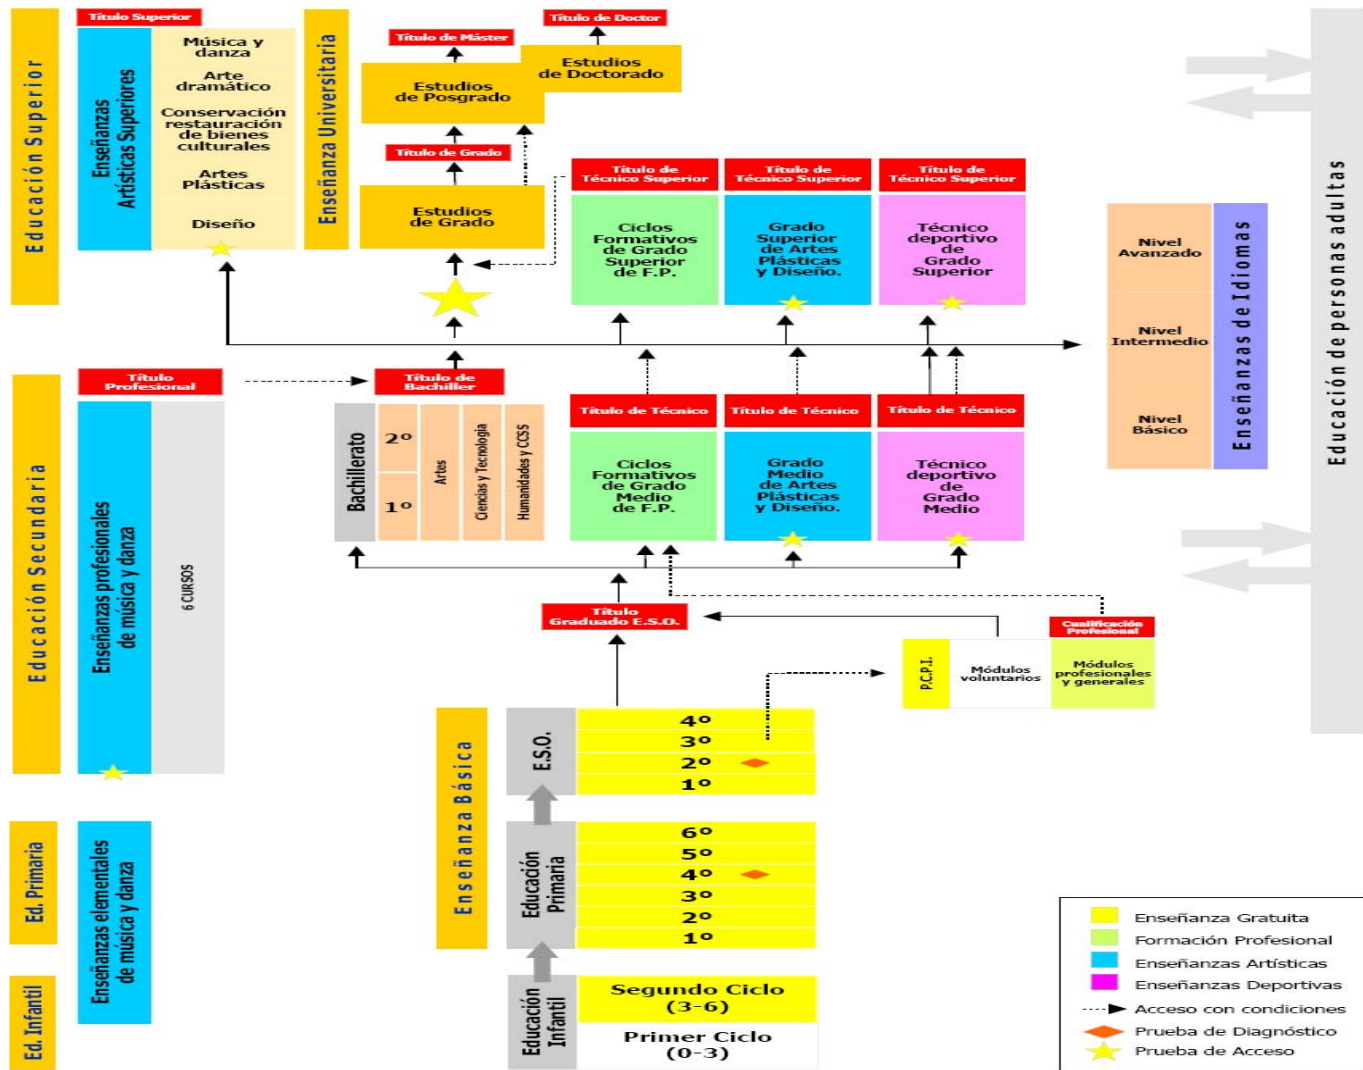 Educación Superior
Título Superior
Enseñanzas
Artísticas Superiores
Música y
danza
Arte
dramático
Conservación
restauración
de bienes
culturales
Artes
Plásticas
Diseño
Enseñanza Universitaria
Título de Máster
Título de Doctor
Estudios
de Posgrado
Estudios
de Doctorado
Título de Grado
Estudios
de Grado
Título de
Técnico Superior
Título de
Técnico Superior
Título de
Técnico Superior
Ciclos
Formativos
de Grado
Superior
de F.P.
Grado
Superior
de Artes
Plásticas
y Diseño.
Técnico
deportivo
de
Grado
Superior
Nivel
Avanzado
Nivel
Intermedio
Nivel
Básico
Enseñanzas de Idiomas
Educación de personas adultas
Educación Secundaria
Título
Profesional
Enseñanzas profesionales
de música y danza
6 CURSOS
Título de
Bachiller
Bachillerato
2º
1º
Artes
Ciencias y Tecnología
Humanidades y CCSS
Título de Técnico
Título de Técnico
Título de Técnico
Ciclos
Formativos
de Grado
Medio
de F.P.
Grado
Medio
de Artes
Plásticas
y Diseño.
Técnico
deportivo
de
Grado
Medio
Título
Graduado E.S.O.
Cualificación
Profesional
P.C.P.I.
Módulos
voluntarios
Módulos
profesionales
y generales
Enseñanza Básica
E.S.O.
4º
3º
2º
1º
Ed. Primaria
Enseñanzas elementales
de música y danza
Educación
Primaria
6º
5º
4º
3º
2º
1º
Ed. Infantil
Educación
Infantil
Segundo Ciclo
(3-6)
Primer Ciclo
(0-3)
Enseñanza Gratuita
Formación Profesional
Enseñanzas Artísticas
Enseñanzas Deportivas
Acceso con condiciones
Prueba de Diagnóstico
Prueba de Acceso